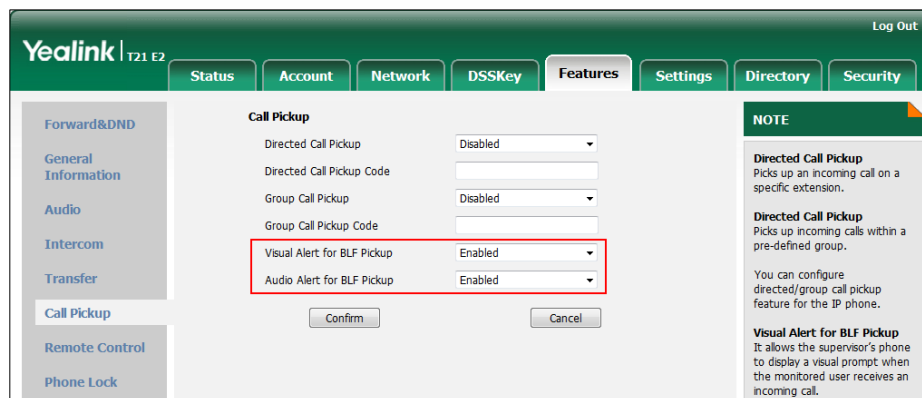 Log Out
Yealink | T21 E2
Status Account Network DSSKey Features Settings Directory Security
Forward&DND
General
Information
Audio
Intercom
Transfer
Call Pickup
Remote Control
Phone Lock
Call Pickup
Directed Call Pickup Disabled
Directed Call Pickup Code
Group Call Pickup Disabled
Group Call Pickup Code
Visual Alert for BLF Pickup Enabled
Audio Alert for BLF Pickup Enabled
Confirm Cancel
NOTE
Directed Call Pickup
Picks up an incoming call on a
specific extension.
Directed Call Pickup
Picks up incoming calls within a
pre-defined group.
You can configure
directed/group call pickup
feature for the IP phone.
Visual Alert for BLF Pickup
It allows the supervisor's phone
to display a visual prompt when
the monitored user receives an
incoming call.